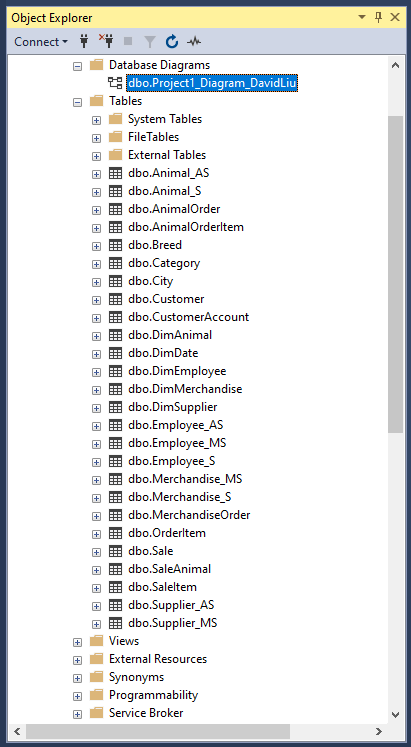 Object Explorer
Connect
Database Diagrams
dbo.Project1_Diagram_DavidLiu
Tables
System Tables
FileTables
External Tables
dbo.Animal_AS
dbo.Animal_S
dbo.AnimalOrder
dbo.AnimalOrderItem
dbo.Breed
dbo.Category
dbo.City
dbo.Customer
dbo.CustomerAccount
dbo.DimAnimal
dbo.DimDate
dbo.DimEmployee
dbo.DimMerchandise
dbo.DimSupplier
dbo.Employee_AS
dbo.Employee_MS
dbo.Employee_S
dbo.Merchandise_MS
dbo.Merchandise_S
dbo.MerchandiseOrder
dbo.OrderItem
dbo.Sale
dbo.SaleAnimal
dbo.SaleItem
dbo.Supplier_AS
dbo.Supplier_MS
Views
External Resources
Synonyms
Programmability
Service Broker